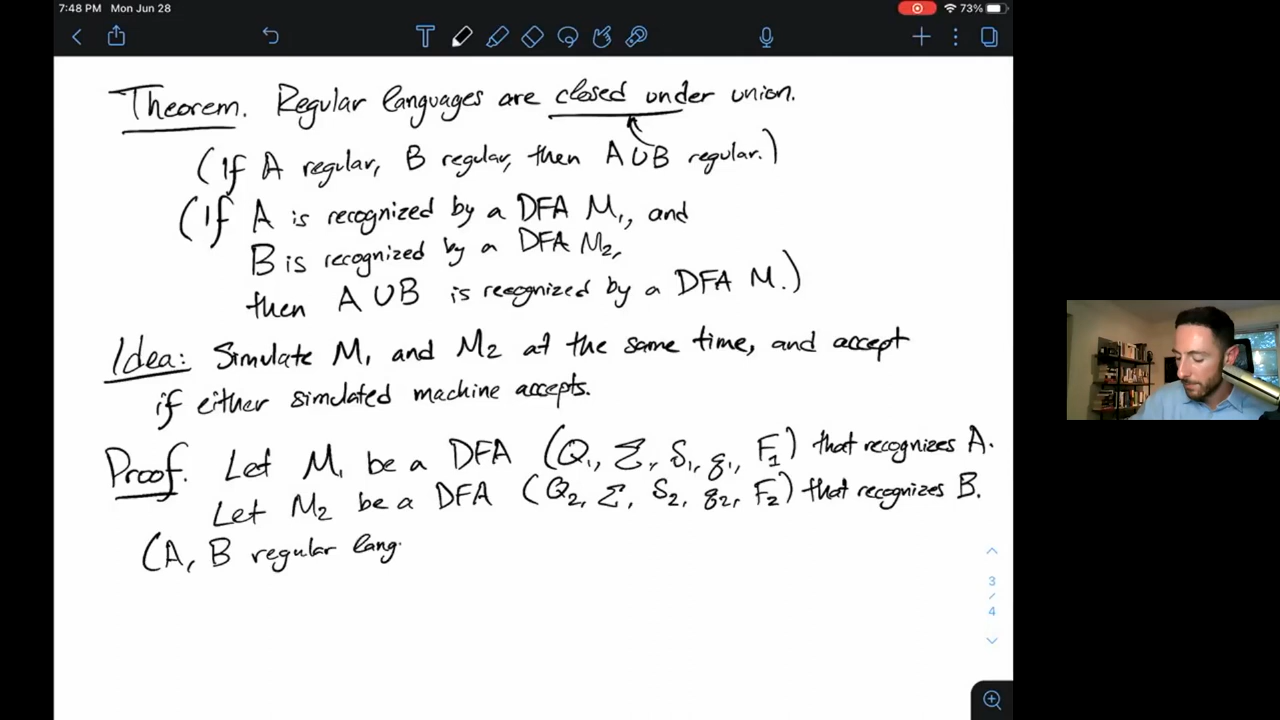 7:48 PM Mon Jun 28
73%
T
Theorem. Regular languages are closed under union.
(If A regular, B regular, then A ∪ B regular.)
(If A is recognized by a DFA M₁, and
B is recognized by a DFA M₂,
then A ∪ B is recognized by a DFA M.)
Idea: Simulate M₁ and M₂ at the same time, and accept
if either simulated machine accepts.
Proof. Let M₁ be a DFA (Q₁, Σ, δ₁, q₁, F₁) that recognizes A.
Let M₂ be a DFA (Q₂, Σ, δ₂, q₂, F₂) that recognizes B.
(A, B regular lang.
3
/
4